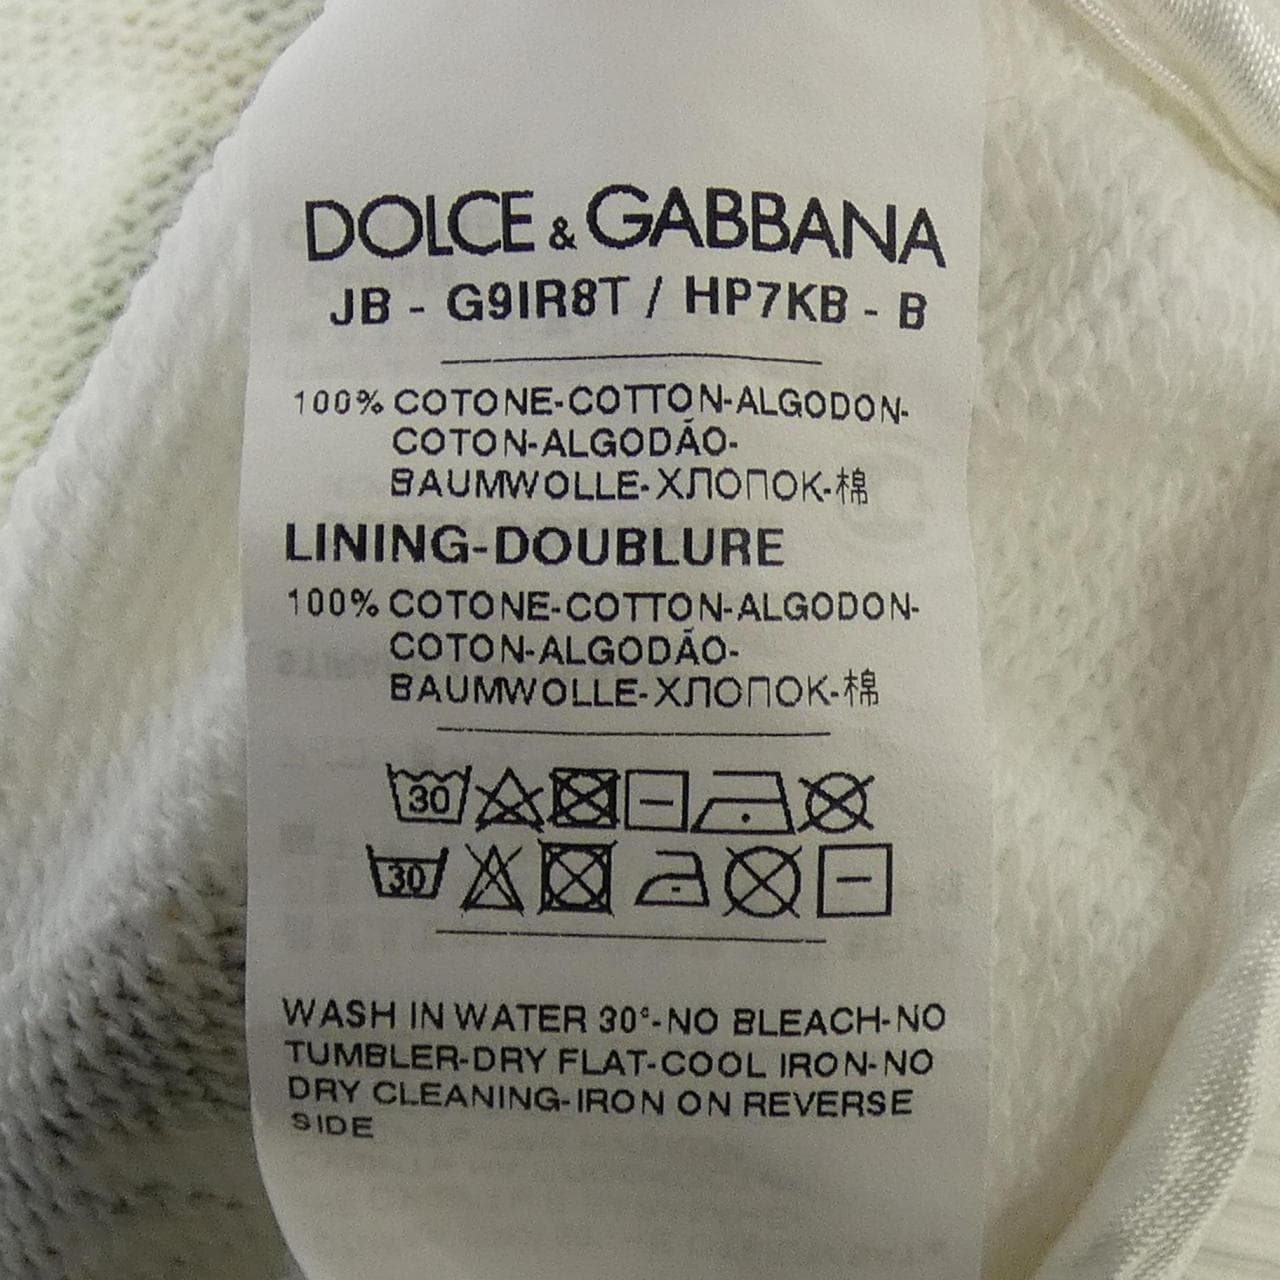 DOLCE & GABBANA
JB - G9IR8T / HP7KB - B
100% COTONE-COTTON-ALGODON-
COTON-ALGODÃO-
BAUMWOLLE-ХЛОПОК-棉
LINING-DOUBLURE
100% COTONE-COTTON-ALGODON-
COTON-ALGODÃO-
BAUMWOLLE-ХЛОПОК-棉
30
30
WASH IN WATER 30°-NO BLEACH-NO
TUMBLER-DRY FLAT-COOL IRON-NO
DRY CLEANING-IRON ON REVERSE
SIDE